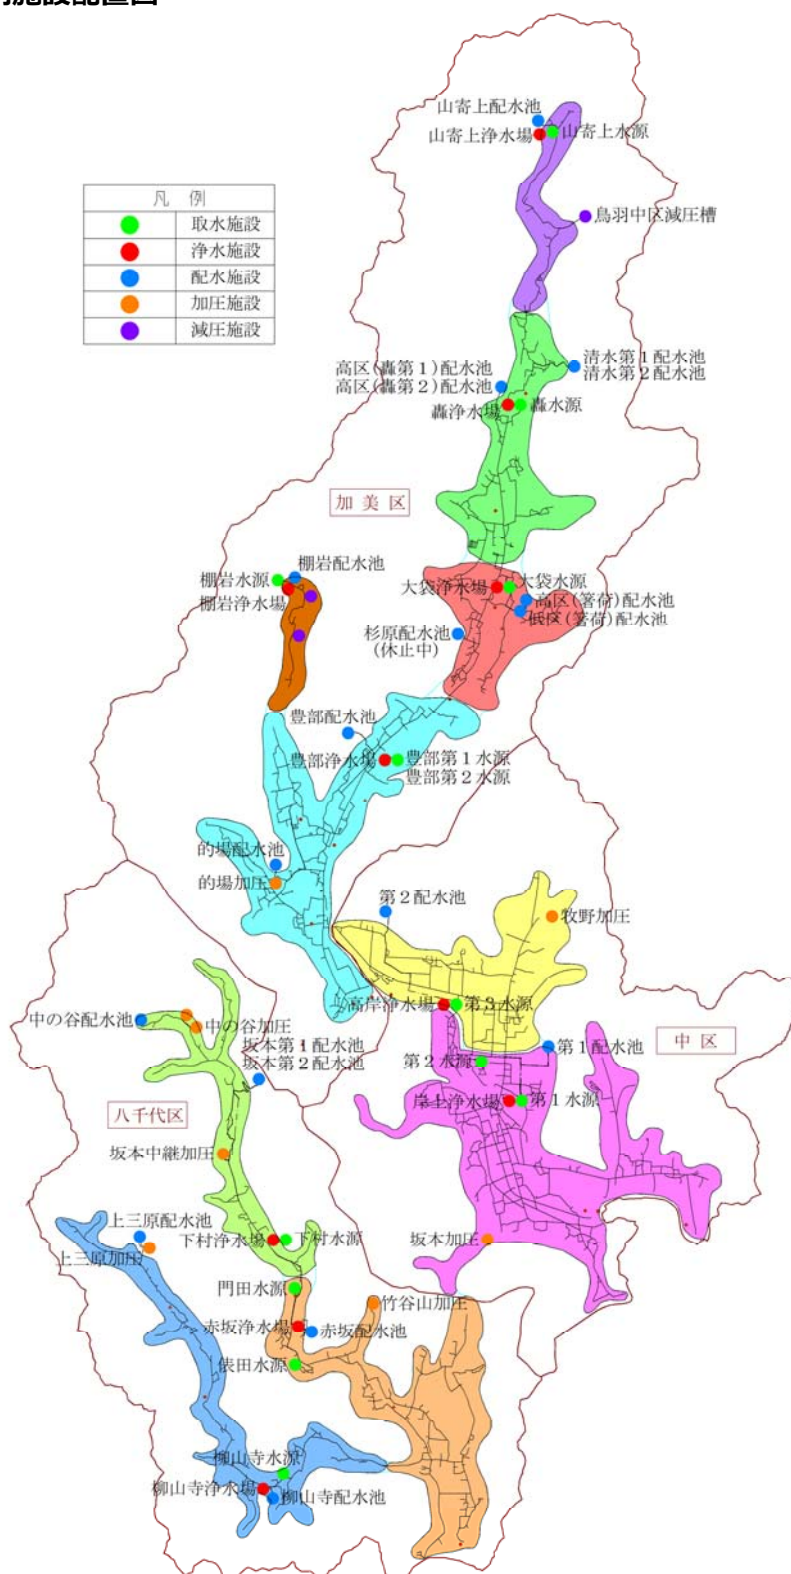 施設配置図
山寄上配水池
山寄上浄水場
山寄上水源
凡 例
取水施設
浄水施設
配水施設
加圧施設
減圧施設
鳥羽中区減圧槽
清水第1配水池
清水第2配水池
高区(轟第1)配水池
高区(轟第2)配水池
轟浄水場
轟水源
加美区
棚岩配水池
棚岩水源
棚岩浄水場
大袋浄水場
大袋水源
高区(箸荷)配水池
低区(箸荷)配水池
杉原配水池
(休止中)
豊部配水池
豊部浄水場
豊部第1水源
豊部第2水源
的場配水池
的場加圧
第2配水池
牧野加圧
高岸浄水場
第3水源
中の谷配水池
中の谷加圧
坂本第1配水池
坂本第2配水池
第1配水池
中区
第2水源
岸上浄水場
第1水源
八千代区
坂本中継加圧
上三原配水池
上三原加圧
下村浄水場
下村水源
坂本加圧
門田水源
竹谷山加圧
赤坂浄水場
赤坂配水池
俵田水源
柳山寺水源
柳山寺浄水場
柳山寺配水池